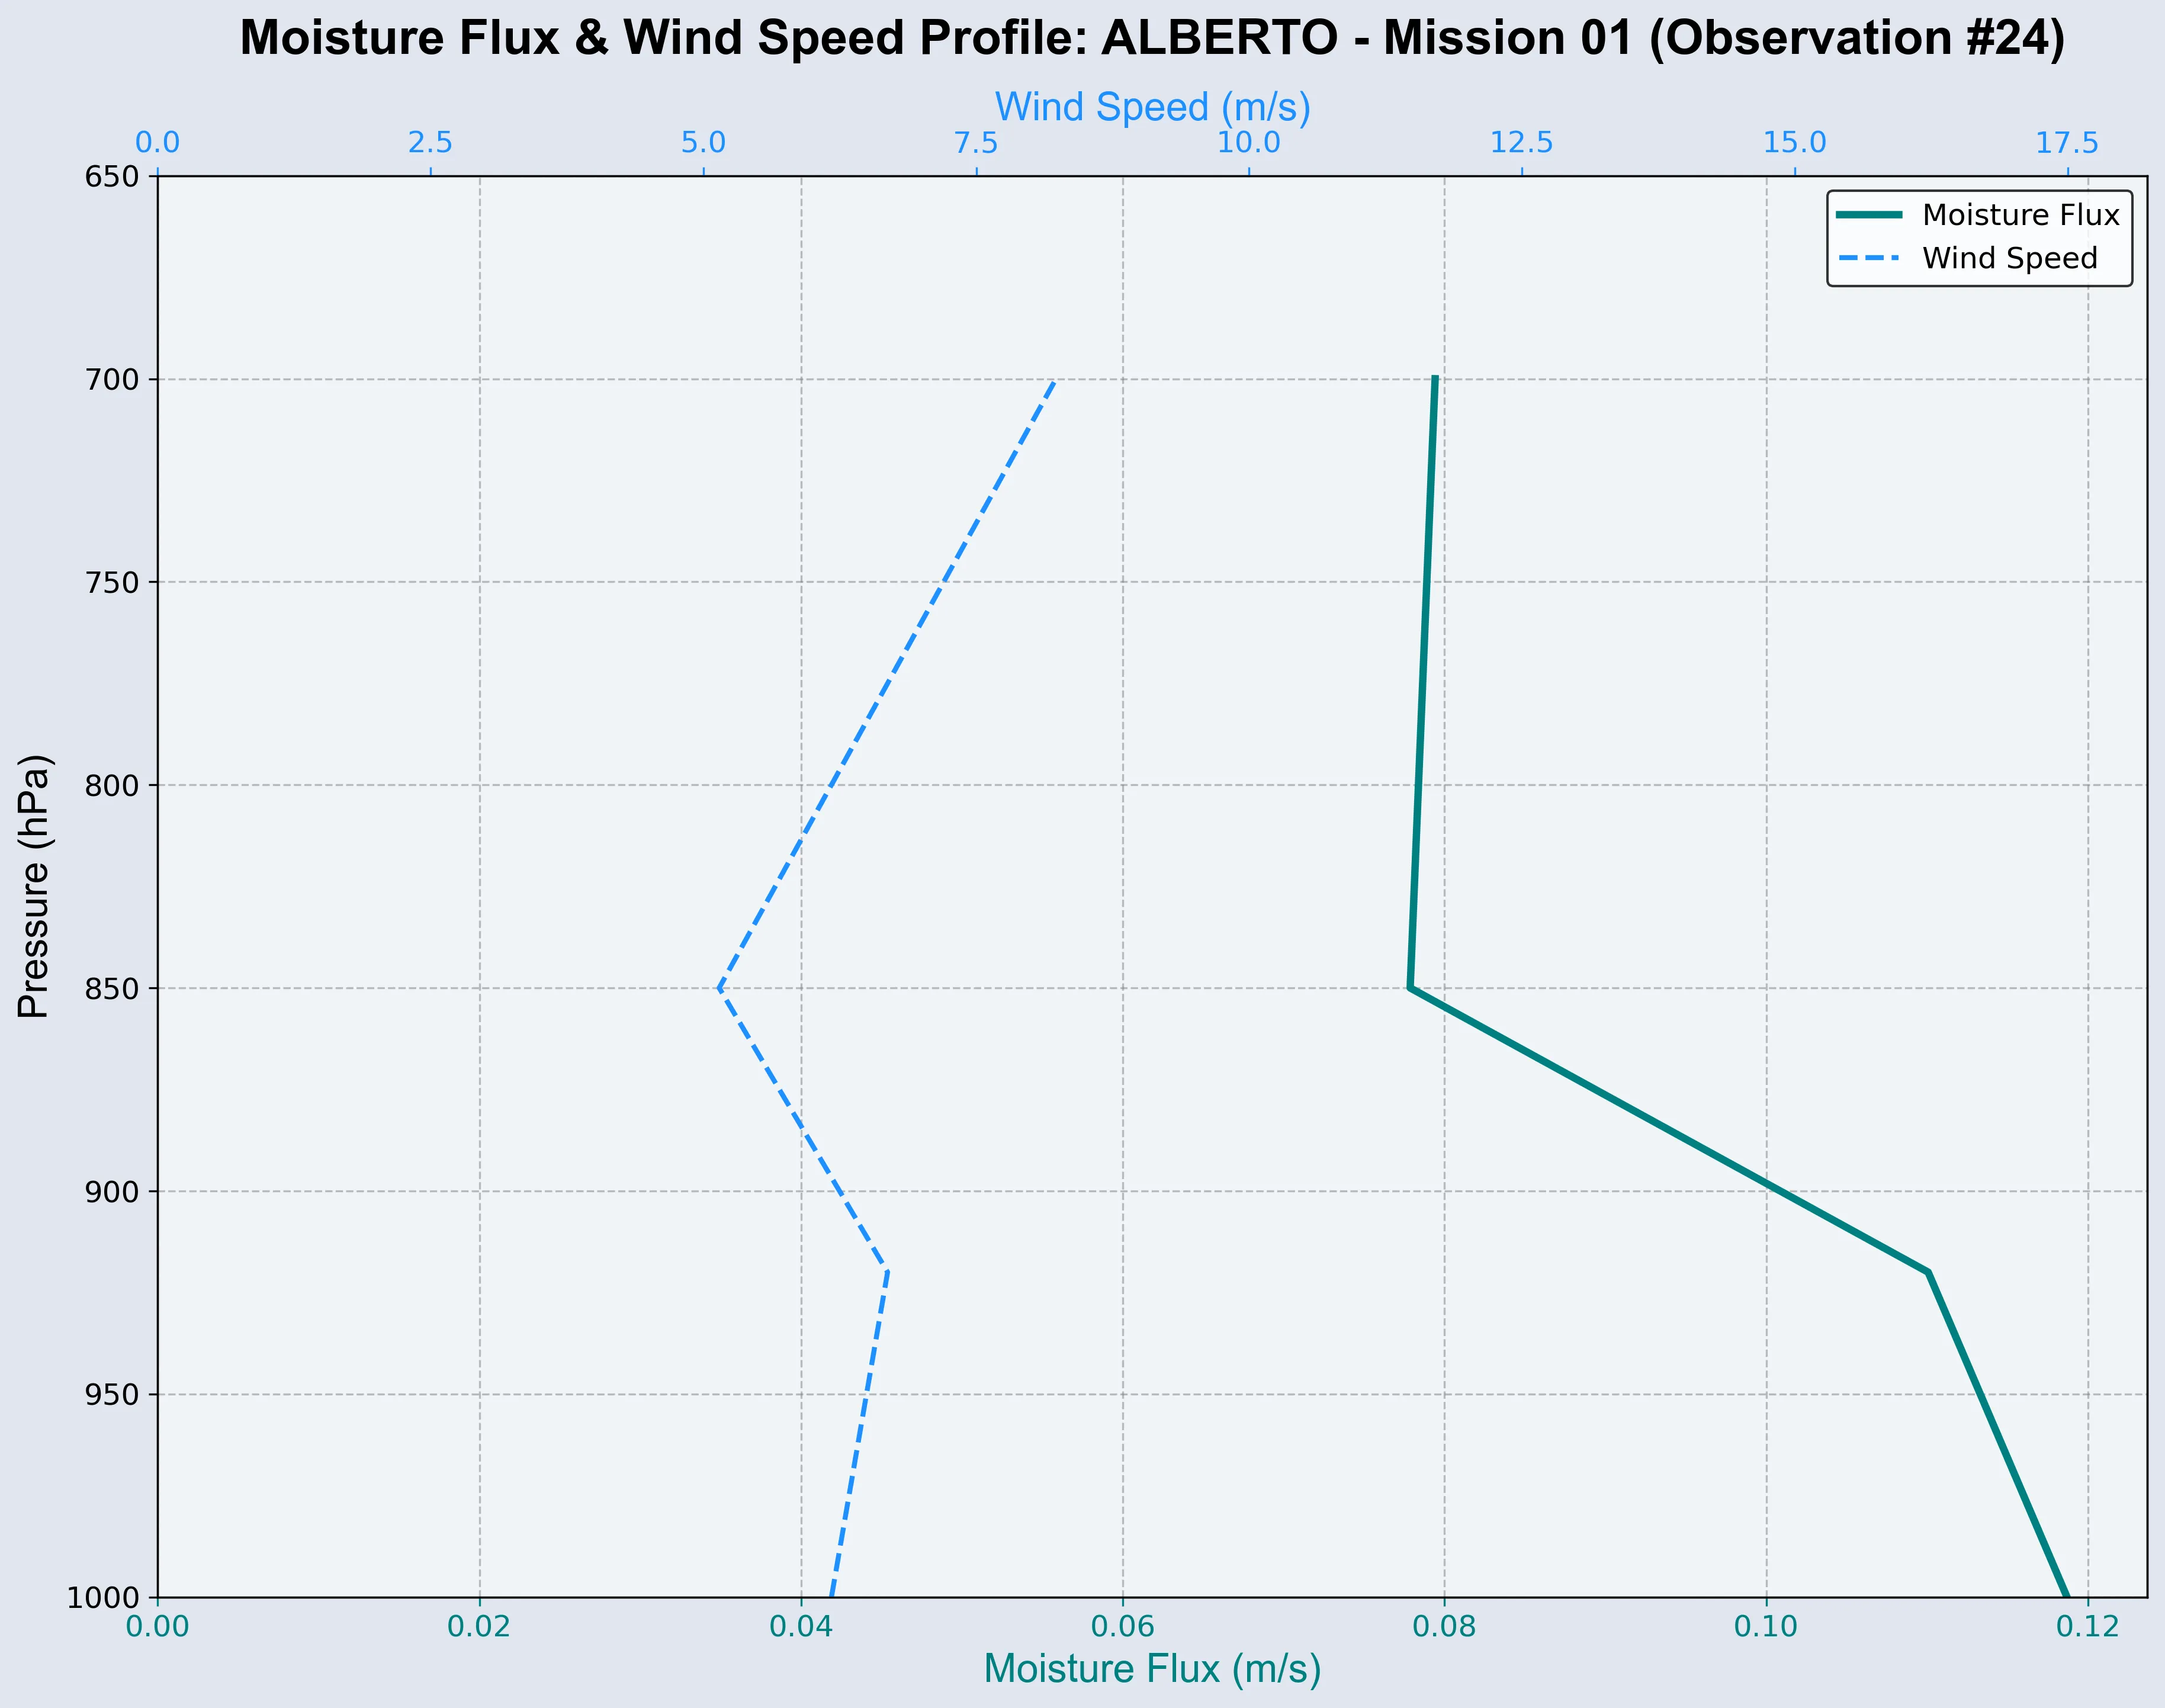 Moisture Flux & Wind Speed Profile: ALBERTO - Mission 01 (Observation #24)
Wind Speed (m/s)
0.0 2.5 5.0 7.5 10.0 12.5 15.0 17.5
Moisture Flux
Wind Speed
Pressure (hPa)
650
700
750
800
850
900
950
1000
0.00 0.02 0.04 0.06 0.08 0.10 0.12
Moisture Flux (m/s)